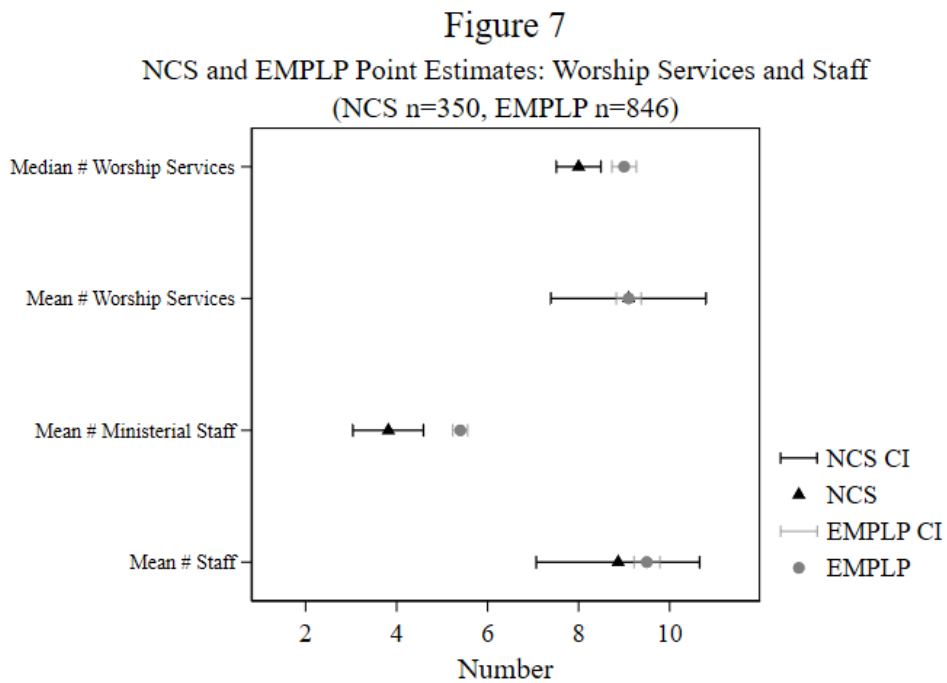 Figure 7
NCS and EMPLP Point Estimates: Worship Services and Staff
(NCS n=350, EMPLP n=846)
Median # Worship Services
Mean # Worship Services
Mean # Ministerial Staff
Mean # Staff
NCS CI
NCS
EMPLP CI
EMPLP
2 4 6 8 10
Number